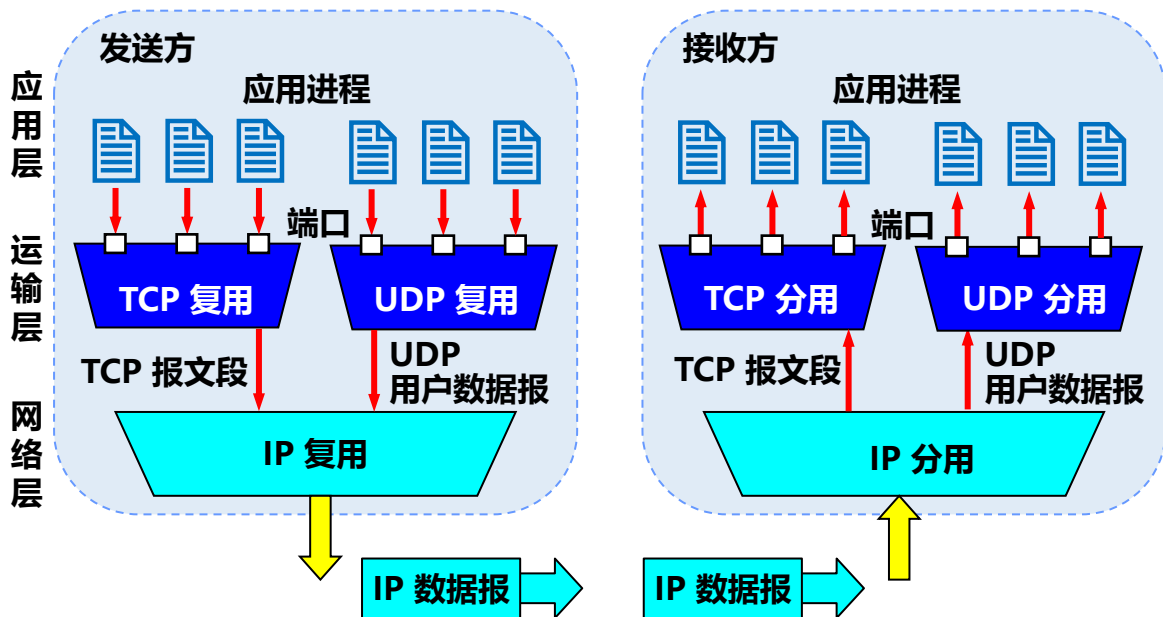 发送方
接收方
应用进程
应用进程
应用层
端口
端口
运输层
TCP 复用
UDP 复用
TCP 分用
UDP 分用
TCP 报文段
UDP
用户数据报
TCP 报文段
UDP
用户数据报
网络层
IP 复用
IP 分用
IP 数据报
IP 数据报